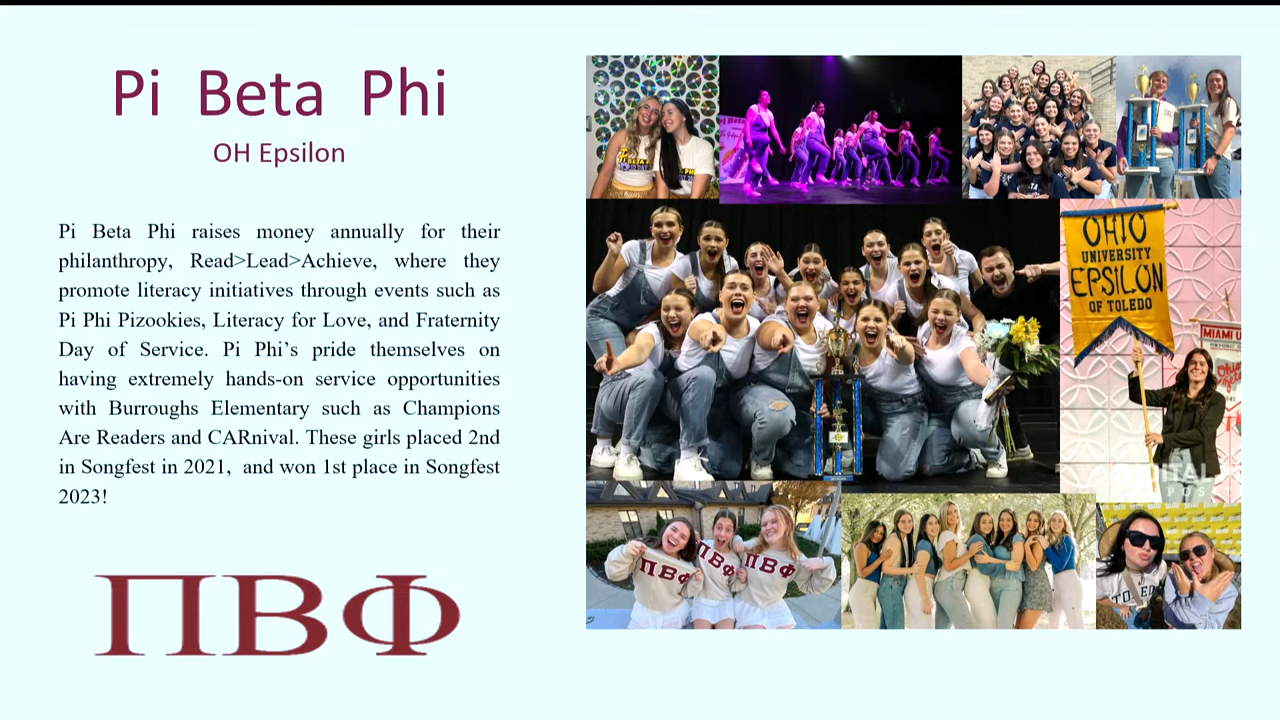 Pi Beta Phi
OH Epsilon
Pi Beta Phi raises money annually for their
philanthropy, Read>Lead>Achieve, where they
promote literacy initiatives through events such as
Pi Phi Pizookies, Literacy for Love, and Fraternity
Day of Service. Pi Phi’s pride themselves on
having extremely hands-on service opportunities
with Burroughs Elementary such as Champions
Are Readers and CARnival. These girls placed 2nd
in Songfest in 2021,  and won 1st place in Songfest
2023!
ΠΒΦ
OHIO
UNIVERSITY
EPSILON
OF TOLEDO
MIAMI U
ΠΒΦ
ΠΒΦ
ΠΒΦ